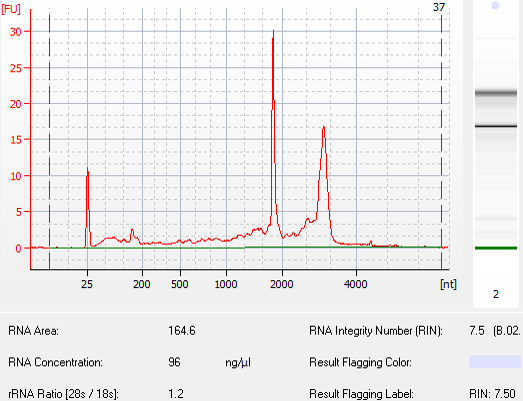 [FU]
37
30
25
20
15
10
5
0
25 200 500 1000 2000 4000 [nt]
2
RNA Area: 164.6 RNA Integrity Number (RIN): 7.5 (B.02.
RNA Concentration: 96 ng/µl Result Flagging Color:
rRNA Ratio [28s / 18s]: 1.2 Result Flagging Label: RIN: 7.50